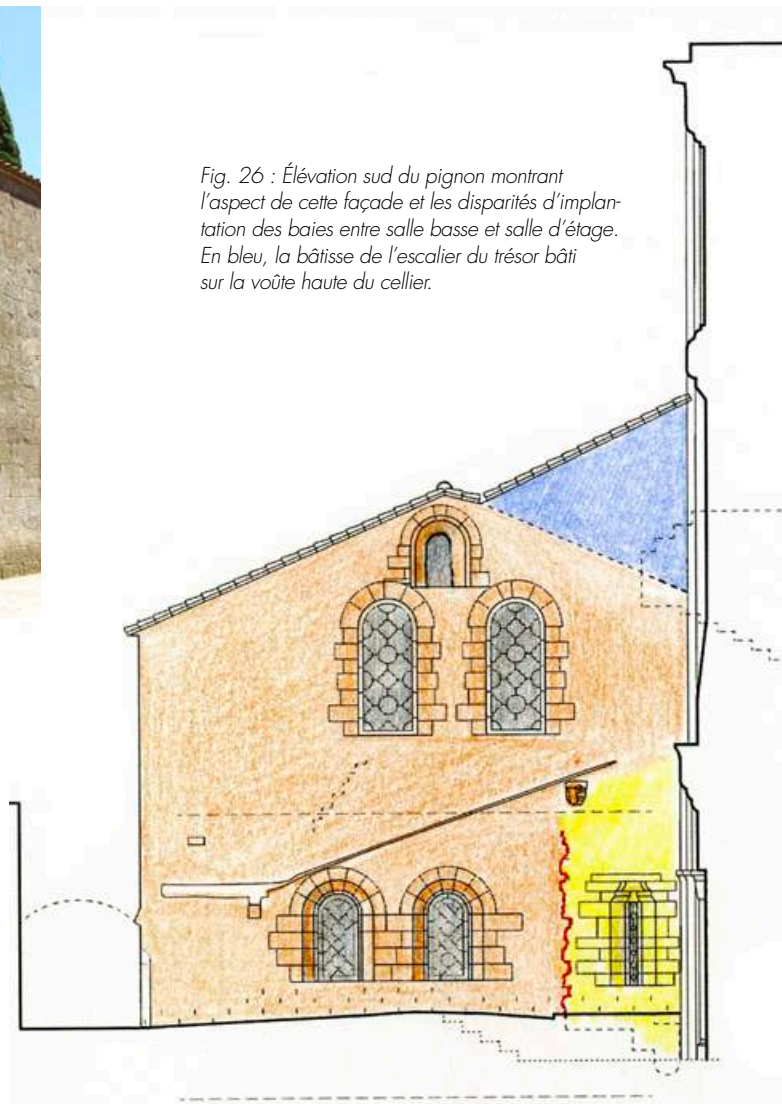 Fig. 26 : Élévation sud du pignon montrant
l’aspect de cette façade et les disparités d’implan-
tation des baies entre salle basse et salle d’étage.
En bleu, la bâtisse de l’escalier du trésor bâti
sur la voûte haute du cellier.